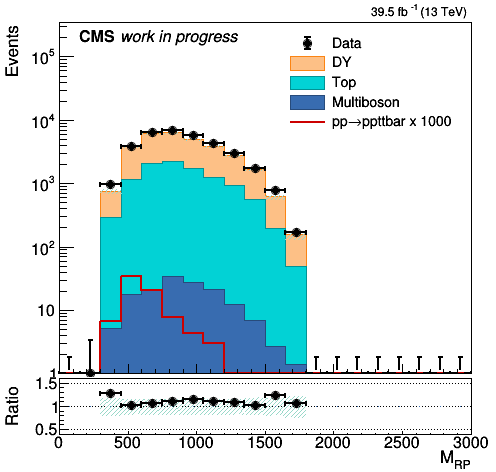 39.5 fb⁻¹ (13 TeV)
CMS work in progress
Events
Data
DY
Top
Multiboson
pp→ppttbar x 1000
10⁵
10⁴
10³
10²
10
1
Ratio
1.5
1
0.5
0 500 1000 1500 2000 2500 3000
M_RP